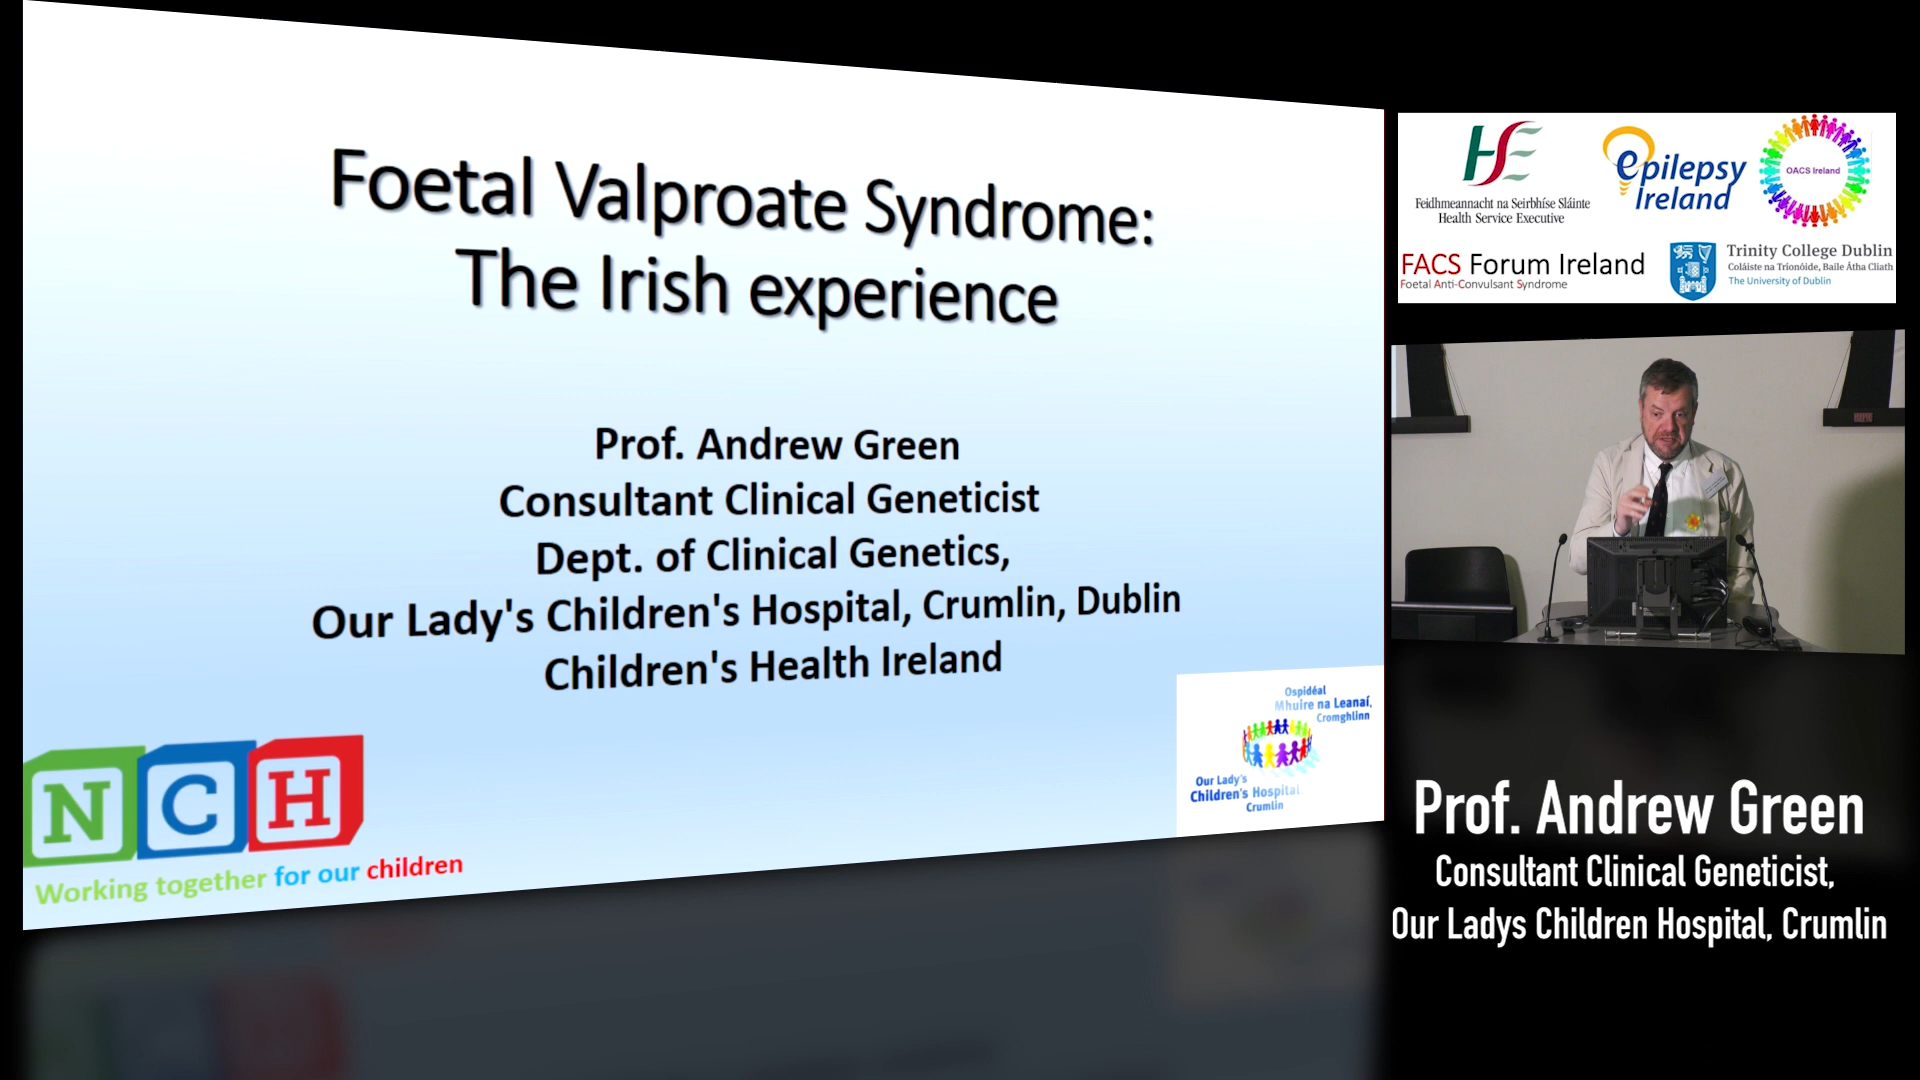 Foetal Valproate Syndrome:
The Irish experience
Prof. Andrew Green
Consultant Clinical Geneticist
Dept. of Clinical Genetics,
Our Lady's Children's Hospital, Crumlin, Dublin
Children's Health Ireland
NCH
Working together for our children
Ospidéal
Mhuire na Leanaí,
Cromghlinn
Our Lady's
Children's Hospital,
Crumlin
HSE
Feidhmeannacht na Seirbhíse Sláinte
Health Service Executive
Epilepsy
Ireland
OACS Ireland
FACS Forum Ireland
Foetal Anti-Convulsant Syndrome
Trinity College Dublin
Coláiste na Tríonóide, Baile Átha Cliath
The University of Dublin
Prof. Andrew Green
Consultant Clinical Geneticist,
Our Ladys Children Hospital, Crumlin